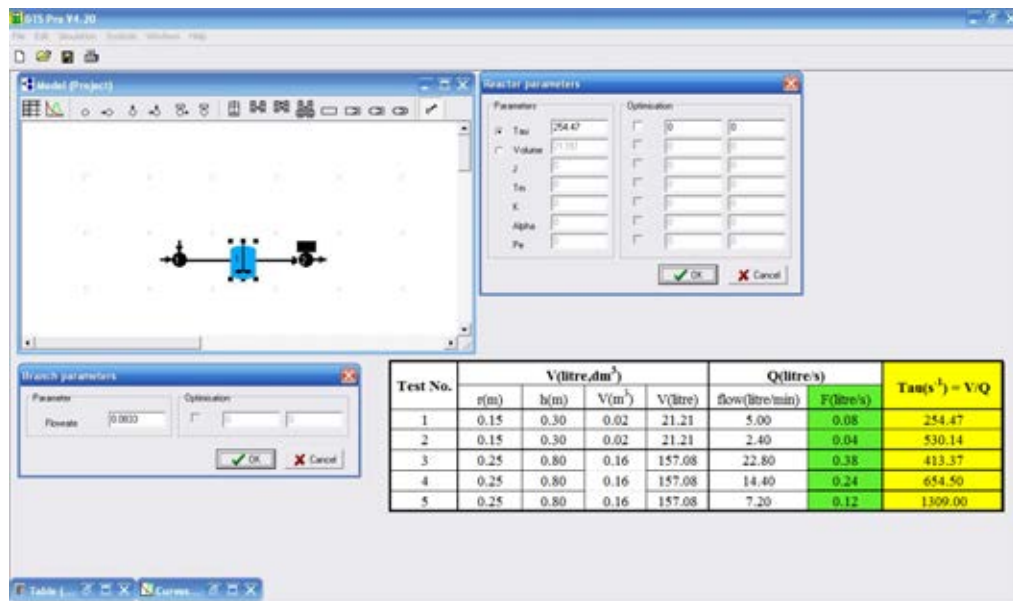 DTS Pro V4.20
File Edit Simulation Symbols Windows Help
Model (Project)
Reactor parameters
Parameters
Optimisation
Tau 254.47 0 0
Volume
J
Tm
K
Alpha
Pe
OK Cancel
Branch parameters
Parameter
Optimisation
Flowrate 0.0833
OK Cancel
Test No. V(litre,dm³) Q(litre/s) Tau(s⁻¹) = V/Q
r(m) h(m) V(m³) V(litre) flow(litre/min) F(litre/s)
1 0.15 0.30 0.02 21.21 5.00 0.08 254.47
2 0.15 0.30 0.02 21.21 2.40 0.04 530.14
3 0.25 0.80 0.16 157.08 22.80 0.38 413.37
4 0.25 0.80 0.16 157.08 14.40 0.24 654.50
5 0.25 0.80 0.16 157.08 7.20 0.12 1309.00
Table (... Curves...